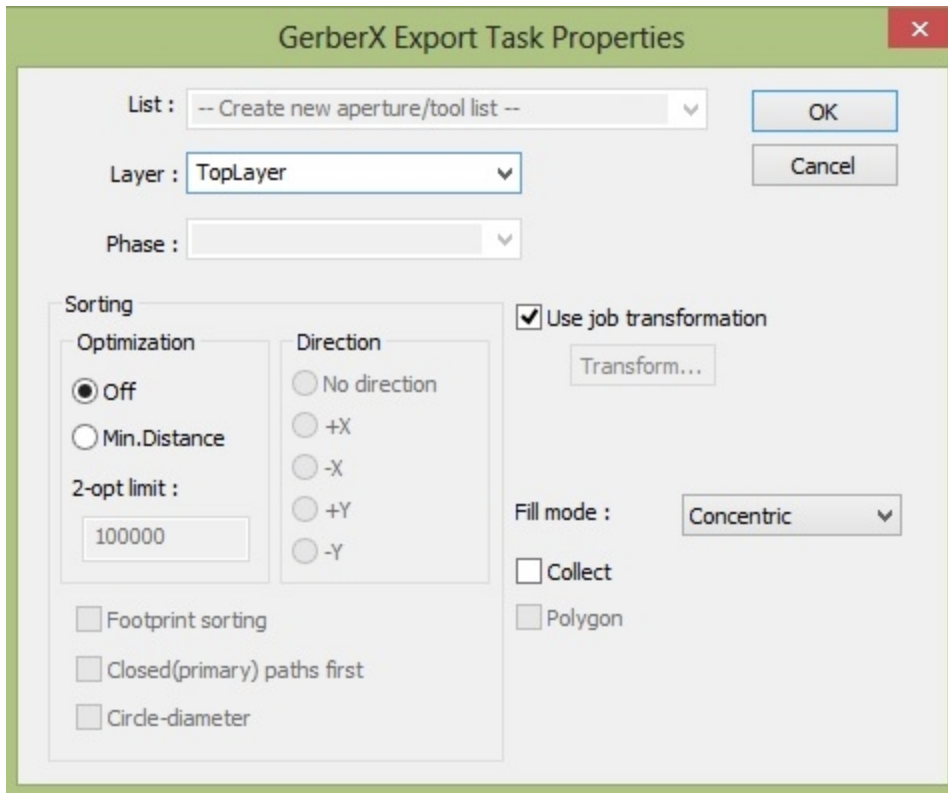 GerberX Export Task Properties
List :
-- Create new aperture/tool list --
OK
Layer :
TopLayer
Cancel
Phase :
Sorting
Optimization
Off
Min.Distance
2-opt limit :
100000
Direction
No direction
+X
-X
+Y
-Y
Footprint sorting
Closed(primary) paths first
Circle-diameter
Use job transformation
Transform...
Fill mode :
Concentric
Collect
Polygon